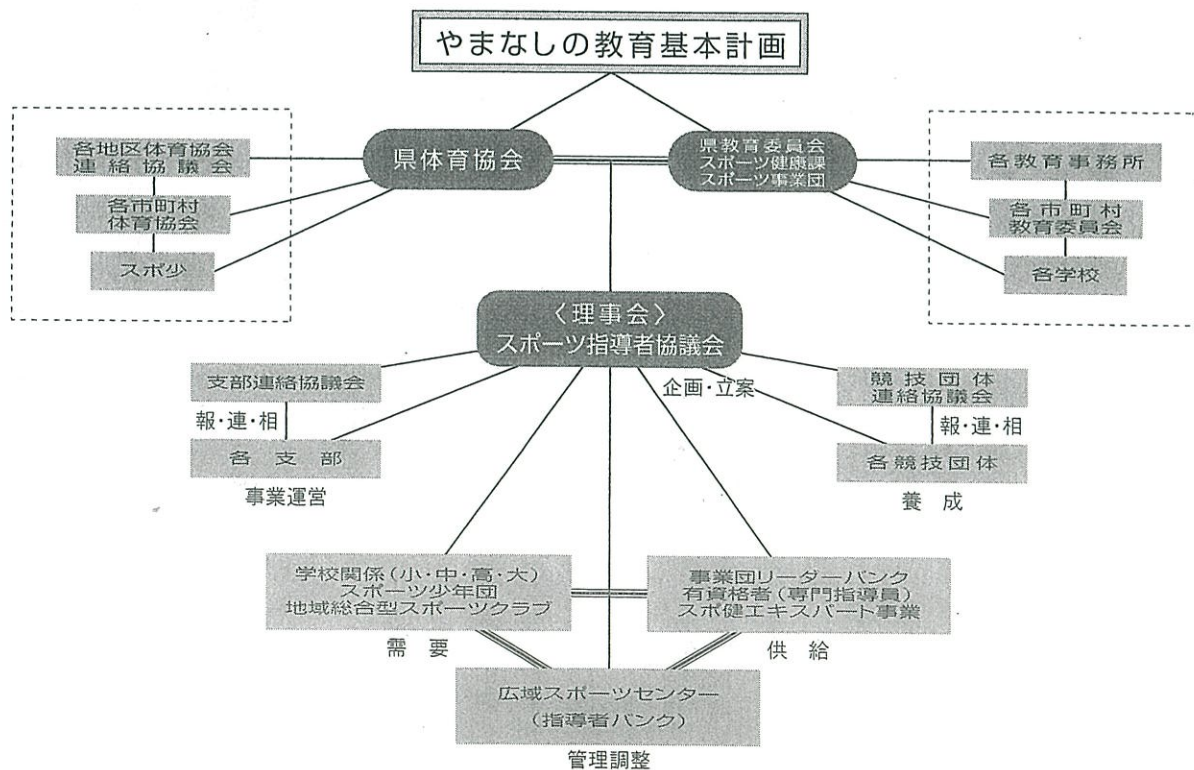 やまなしの教育基本計画
各地区体育協会
連絡協議会
各市町村
体育協会
スポ少
県体育協会
県教育委員会
スポーツ健康課
スポーツ事業団
各教育事務所
各市町村
教育委員会
各学校
〈理事会〉
スポーツ指導者協議会
支部連絡協議会
報・連・相
各支部
事業運営
企画・立案
競技団体
連絡協議会
報・連・相
各競技団体
養成
学校関係(小・中・高・大)
スポーツ少年団
地域総合型スポーツクラブ
需要
事業団リーダーバンク
有資格者(専門指導員)
スポ健エキスパート事業
供給
広域スポーツセンター
(指導者バンク)
管理調整